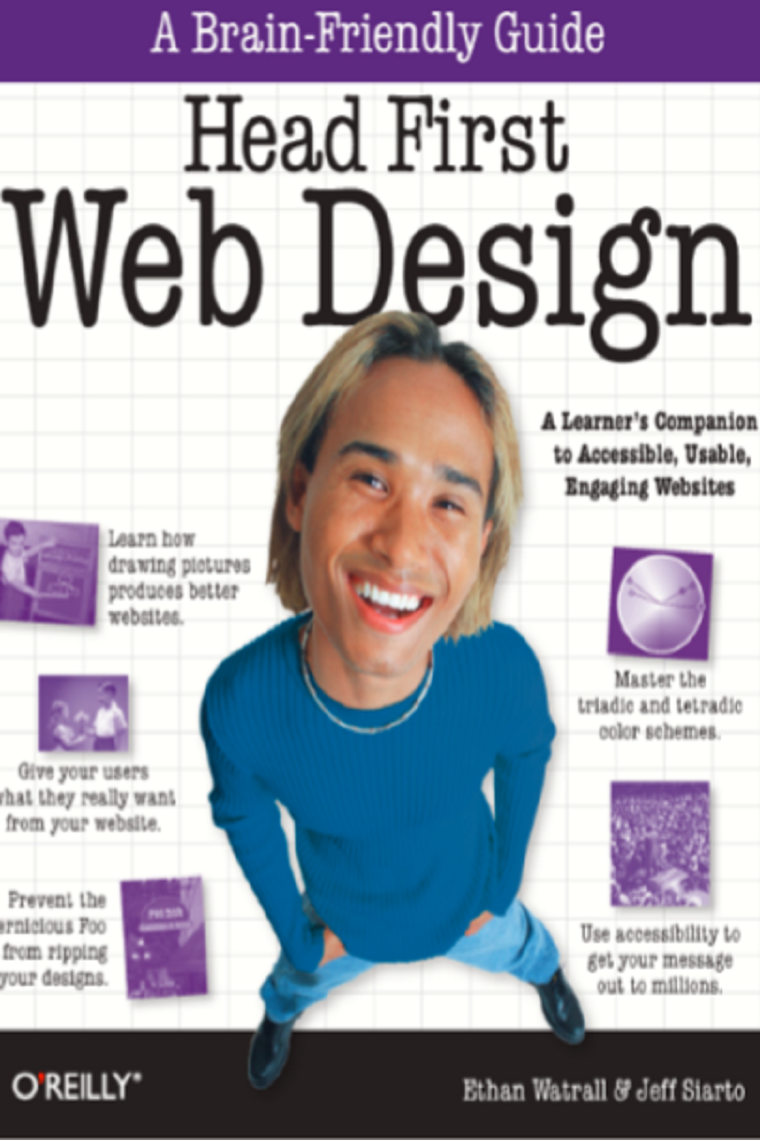 A Brain-Friendly Guide
Head First
Web Design
A Learner's Companion
to Accessible, Usable,
Engaging Websites
Learn how
drawing pictures
produces better
websites.
Master the
triadic and tetradic
color schemes.
Give your users
what they really want
from your website.
Prevent the
ernicious Foo
from ripping
your designs.
Use accessibility to
get your message
out to millions.
O'REILLY®
Ethan Watrall & Jeff Siarto